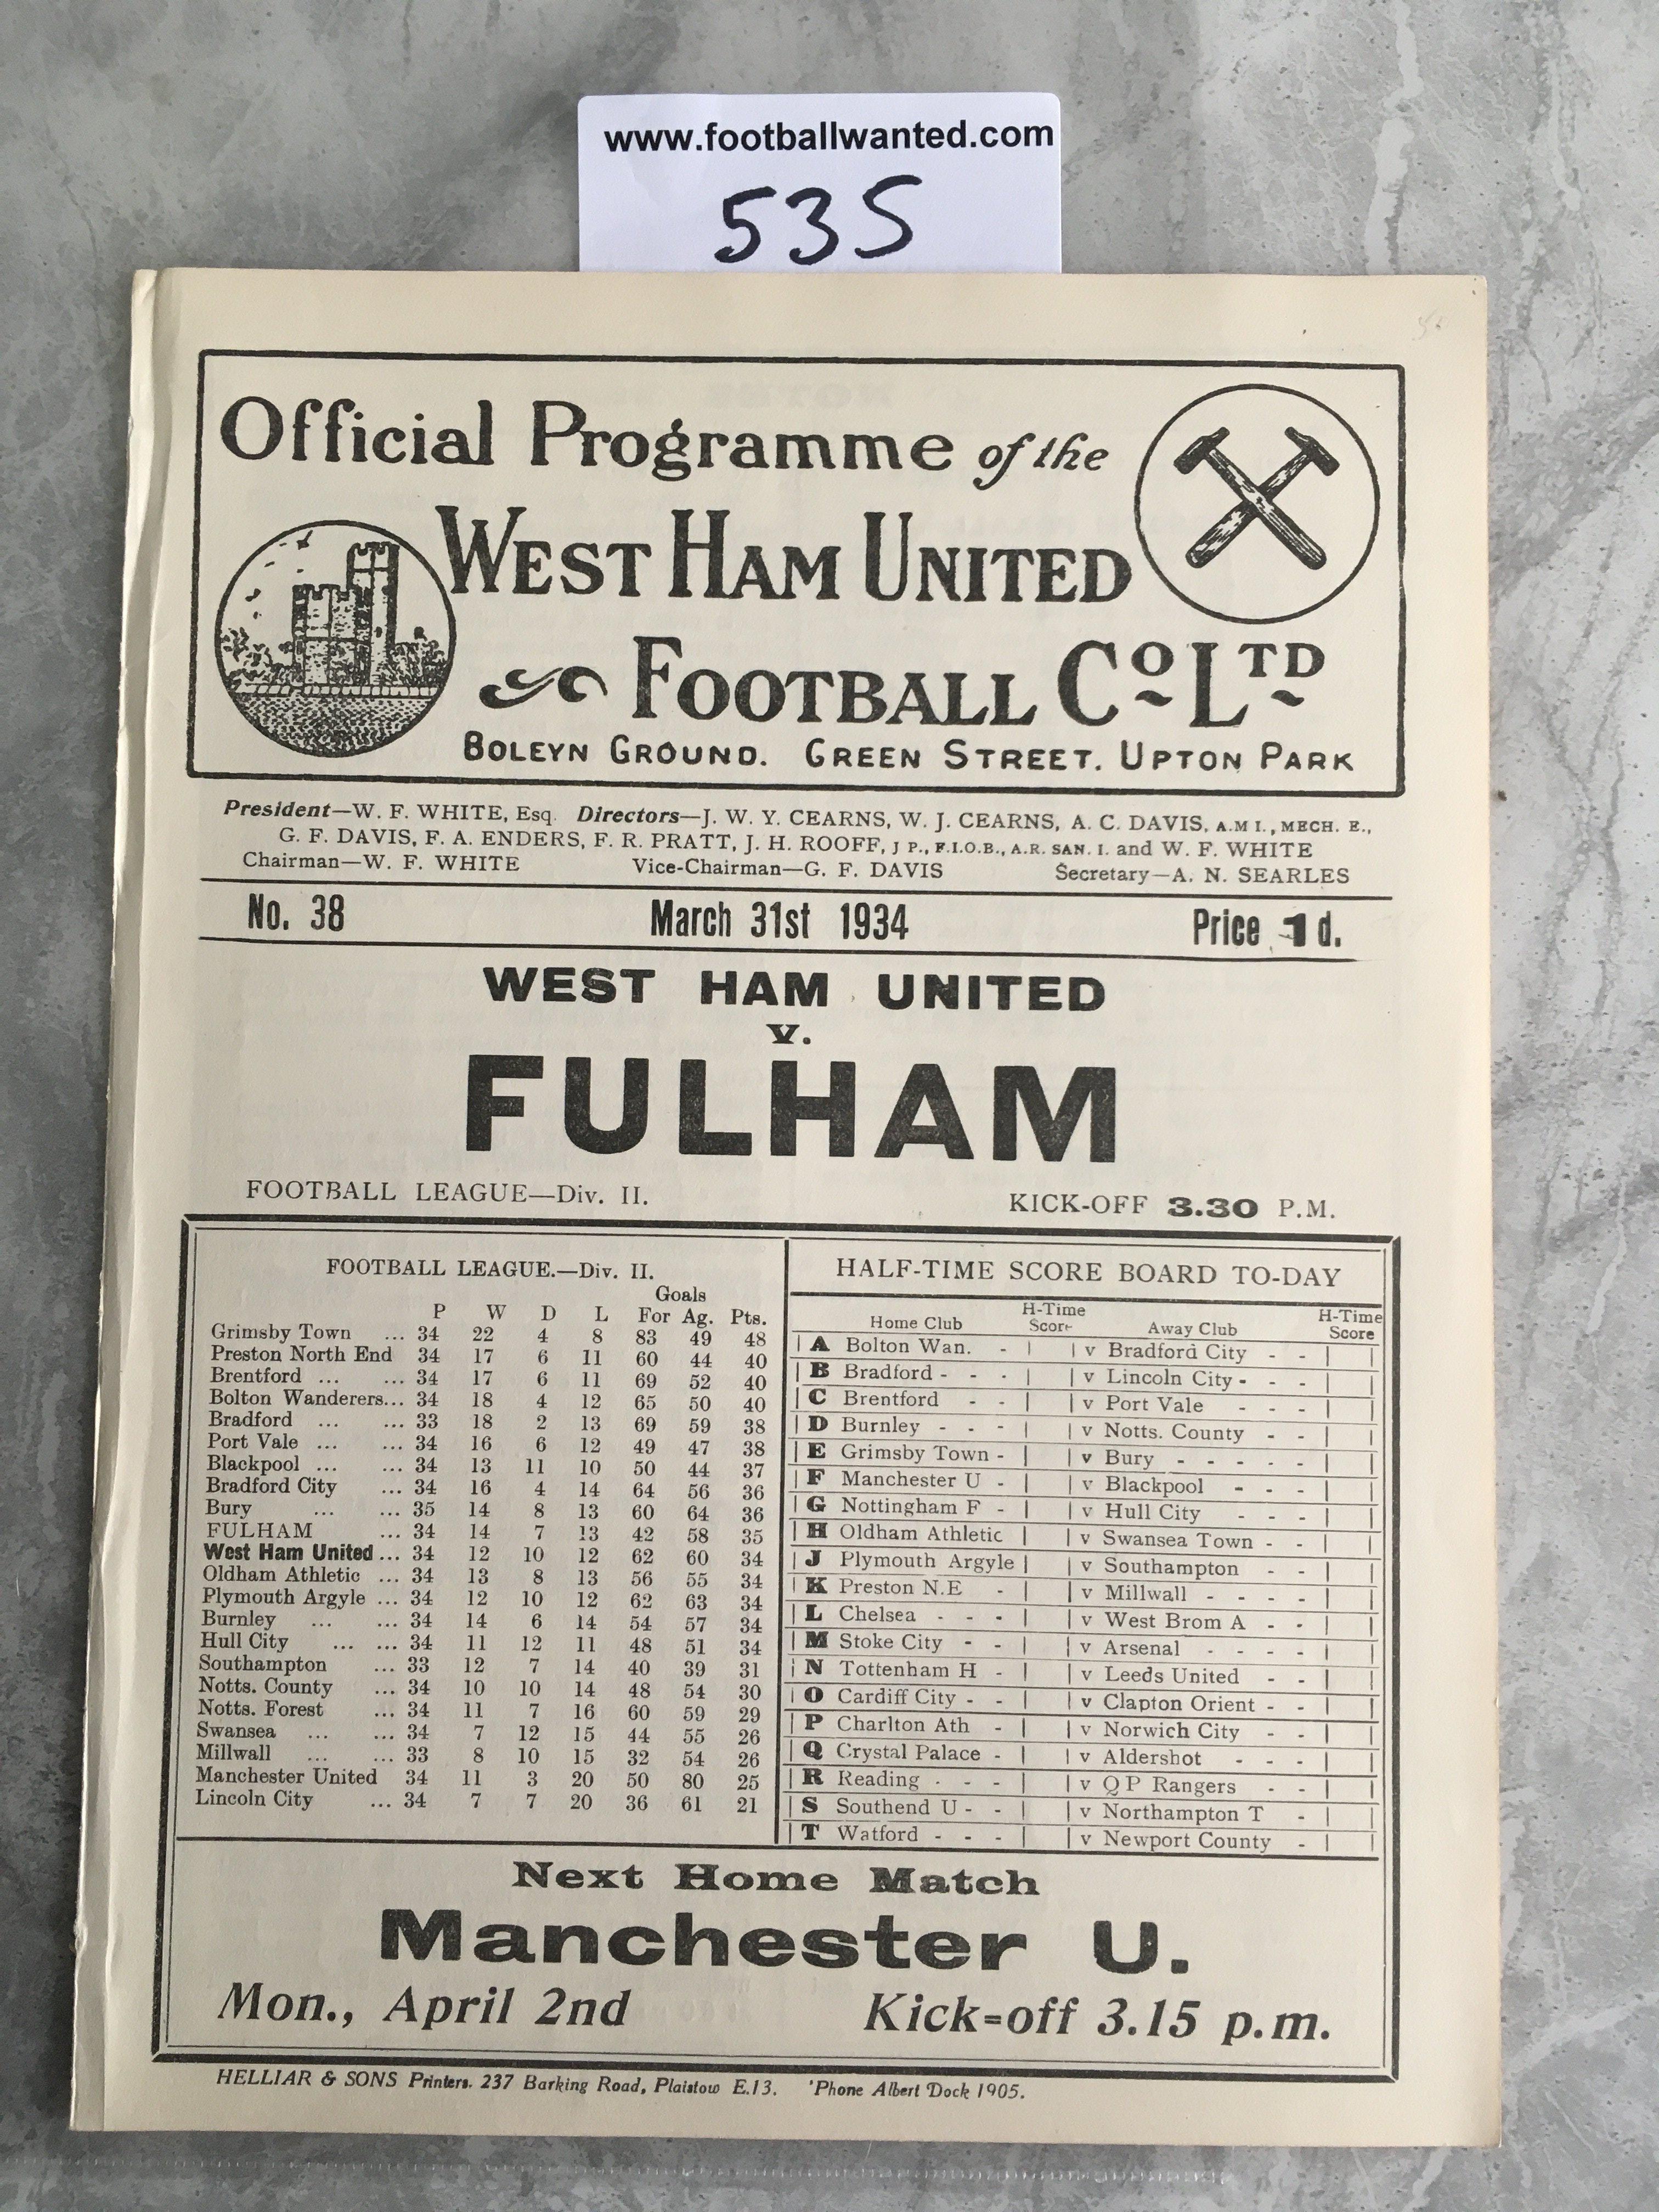 www.footballwanted.com
535
Official Programme of the
WEST HAM UNITED
FOOTBALL Co LTD
BOLEYN GROUND. GREEN STREET. UPTON PARK
President—W. F. WHITE, Esq. Directors—J. W. Y. CEARNS, W. J. CEARNS, A. C. DAVIS, A.M I., MECH. E.,
G. F. DAVIS, F. A. ENDERS, F. R. PRATT, J. H. ROOFF, J P., F.I.O.B., A.R. SAN. I. and W. F. WHITE
Chairman—W. F. WHITE Vice-Chairman—G. F. DAVIS Secretary—A. N. SEARLES
No. 38 March 31st 1934 Price 1 d.
WEST HAM UNITED
v.
FULHAM
FOOTBALL LEAGUE—Div. II. KICK-OFF 3.30 P.M.
FOOTBALL LEAGUE.—Div. II.
Goals
P W D L For Ag. Pts.
Grimsby Town ... 34 22 4 8 83 49 48
Preston North End 34 17 6 11 60 44 40
Brentford ... ... 34 17 6 11 69 52 40
Bolton Wanderers... 34 18 4 12 65 50 40
Bradford ... ... 33 18 2 13 69 59 38
Port Vale ... ... 34 16 6 12 49 47 38
Blackpool ... ... 34 13 11 10 50 44 37
Bradford City ... 34 16 4 14 64 56 36
Bury ... ... 35 14 8 13 60 64 36
FULHAM ... 34 14 7 13 42 58 35
West Ham United ... 34 12 10 12 62 60 34
Oldham Athletic ... 34 13 8 13 56 55 34
Plymouth Argyle ... 34 12 10 12 62 63 34
Burnley ... ... 34 14 6 14 54 57 34
Hull City ... ... 34 11 12 11 48 51 34
Southampton ... 33 12 7 14 40 39 31
Notts. County ... 34 10 10 14 48 54 30
Notts. Forest ... 34 11 7 16 60 59 29
Swansea ... ... 34 7 12 15 44 55 26
Millwall ... ... 33 8 10 15 32 54 26
Manchester United 34 11 3 20 50 80 25
Lincoln City ... 34 7 7 20 36 61 21
HALF-TIME SCORE BOARD TO-DAY
Home Club H-Time Score Away Club H-Time Score
A Bolton Wan. - v Bradford City - -
B Bradford - - - v Lincoln City - - -
C Brentford - - v Port Vale - - -
D Burnley - - - v Notts. County - -
E Grimsby Town - v Bury - - - - -
F Manchester U - v Blackpool - - -
G Nottingham F - v Hull City - - -
H Oldham Athletic v Swansea Town - -
J Plymouth Argyle v Southampton - -
K Preston N.E - v Millwall - - - -
L Chelsea - - - v West Brom A - -
M Stoke City - - v Arsenal - - - -
N Tottenham H - v Leeds United - -
O Cardiff City - - v Clapton Orient - -
P Charlton Ath - v Norwich City - -
Q Crystal Palace - v Aldershot - - -
R Reading - - - v Q P Rangers - -
S Southend U - - v Northampton T -
T Watford - - - v Newport County -
Next Home Match
Manchester U.
Mon., April 2nd Kick-off 3.15 p.m.
HELLIAR & SONS Printers. 237 Barking Road, Plaistow E.13. 'Phone Albert Dock 1905.